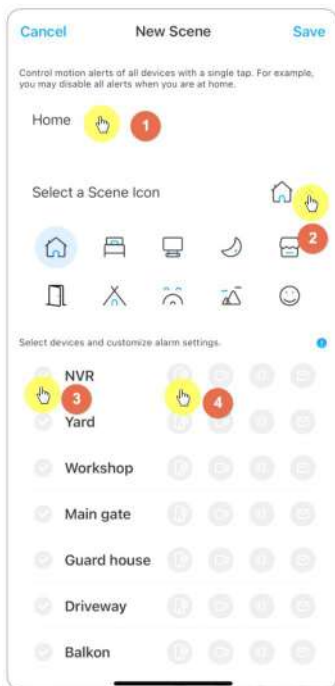 Cancel New Scene Save
Control motion alerts of all devices with a single tap. For example,
you may disable all alerts when you are at home.
Home 1
Select a Scene Icon
2
Select devices and customize alarm settings.
NVR
3 4
Yard
Workshop
Main gate
Guard house
Driveway
Balkon